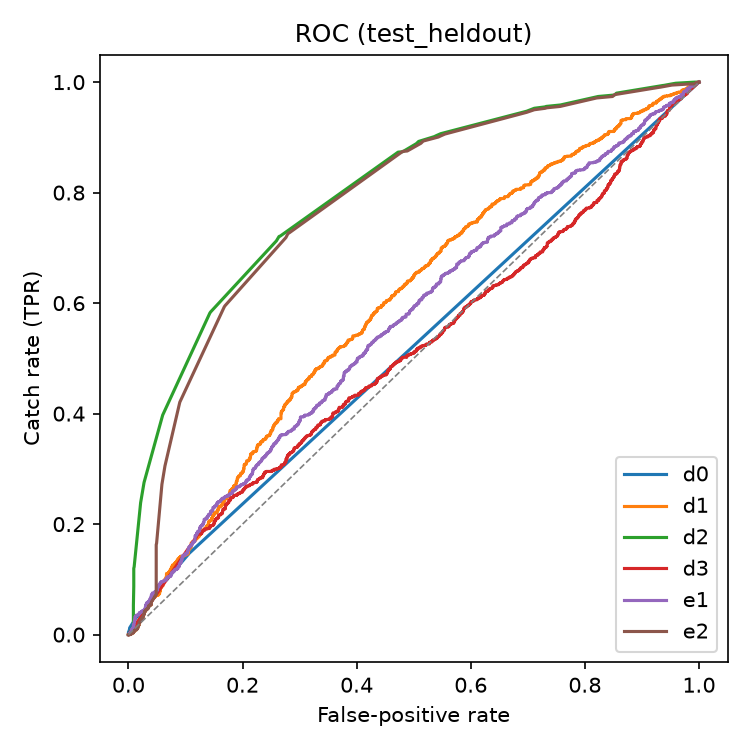 ROC (test_heldout)
Catch rate (TPR)
1.0
0.8
0.6
0.4
0.2
0.0
0.0 0.2 0.4 0.6 0.8 1.0
False-positive rate
d0
d1
d2
d3
e1
e2